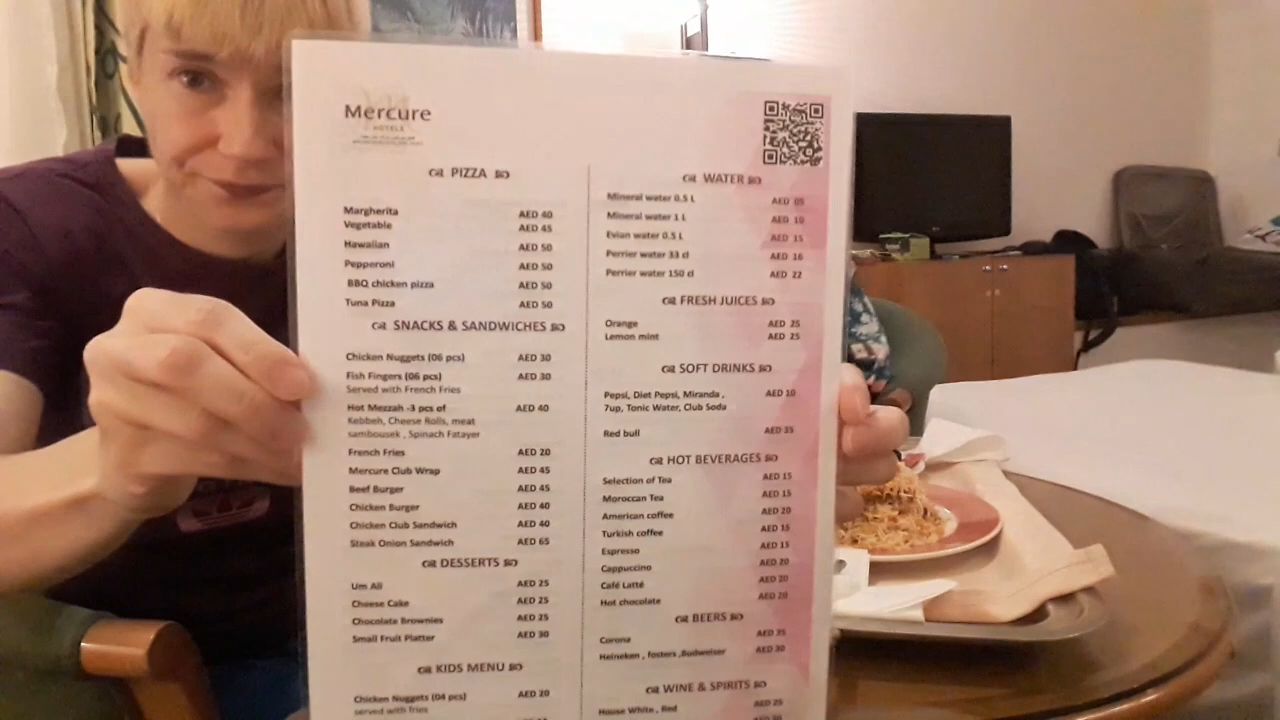 Mercure
HOTELS
PIZZA
Margherita AED 40
Vegetable AED 45
Hawaiian AED 50
Pepperoni AED 50
BBQ chicken pizza AED 50
Tuna Pizza AED 50
SNACKS & SANDWICHES
Chicken Nuggets (06 pcs) AED 30
Fish Fingers (06 pcs) AED 30
Served with French Fries
Hot Mezzah -3 pcs of AED 40
Kebbeh, Cheese Rolls, meat
sambousek , Spinach Fatayer
French Fries AED 20
Mercure Club Wrap AED 45
Beef Burger AED 45
Chicken Burger AED 40
Chicken Club Sandwich AED 40
Steak Onion Sandwich AED 65
DESSERTS
Um Ali AED 25
Cheese Cake AED 25
Chocolate Brownies AED 25
Small Fruit Platter AED 30
KIDS MENU
Chicken Nuggets (04 pcs) AED 20
served with fries
WATER
Mineral water 0.5 L AED 05
Mineral water 1 L AED 10
Evian water 0.5 L AED 15
Perrier water 33 cl AED 16
Perrier water 150 cl AED 22
FRESH JUICES
Orange AED 25
Lemon mint AED 25
SOFT DRINKS
Pepsi, Diet Pepsi, Miranda , AED 10
7up, Tonic Water, Club Soda
Red bull AED 35
HOT BEVERAGES
Selection of Tea AED 15
Moroccan Tea AED 15
American coffee AED 20
Turkish coffee AED 15
Espresso AED 15
Cappuccino AED 20
Café Latté AED 20
Hot chocolate AED 20
BEERS
Corona AED 35
Heineken , fosters ,Budweiser AED 30
WINE & SPIRITS
House White , Red AED 25